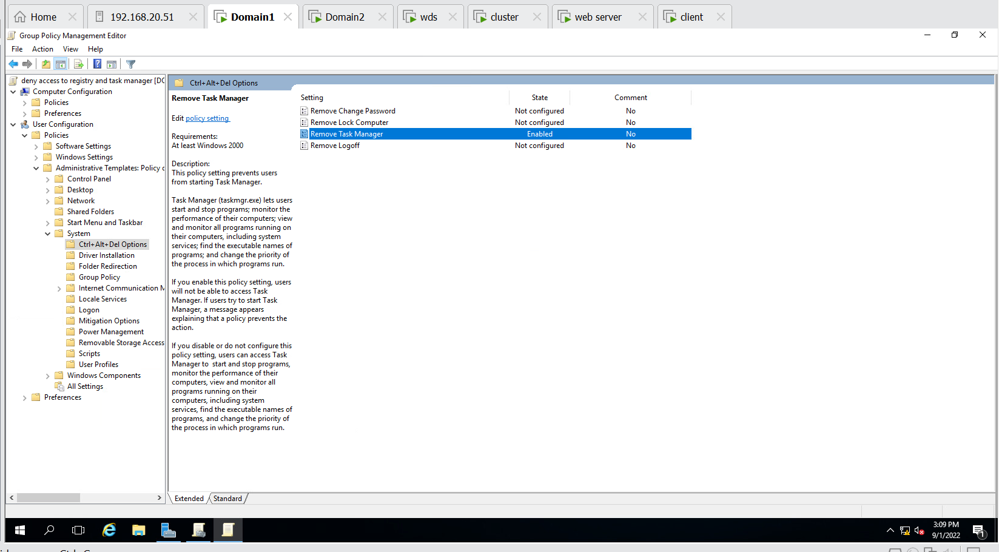 Home
192.168.20.51
Domain1
Domain2
wds
cluster
web server
client
Group Policy Management Editor
File Action View Help
deny access to registry and task manager [DC
Computer Configuration
Policies
Preferences
User Configuration
Policies
Software Settings
Windows Settings
Administrative Templates: Policy
Control Panel
Desktop
Network
Shared Folders
Start Menu and Taskbar
System
Ctrl+Alt+Del Options
Driver Installation
Folder Redirection
Group Policy
Internet Communication
Locale Services
Logon
Mitigation Options
Power Management
Removable Storage Access
Scripts
User Profiles
Windows Components
All Settings
Preferences
Ctrl+Alt+Del Options
Remove Task Manager
Edit policy setting
Requirements:
At least Windows 2000
Description:
This policy setting prevents users
from starting Task Manager.
Task Manager (taskmgr.exe) lets users
start and stop programs; monitor the
performance of their computers; view
and monitor all programs running on
their computers, including system
services; find the executable names of
programs; and change the priority of
the process in which programs run.
If you enable this policy setting, users
will not be able to access Task
Manager. If users try to start Task
Manager, a message appears
explaining that a policy prevents the
action.
If you disable or do not configure this
policy setting, users can access Task
Manager to start and stop programs,
monitor the performance of their
computers, view and monitor all
programs running on their
computers, including system
services, find the executable names of
programs, and change the priority of
the process in which programs run.
Setting State Comment
Remove Change Password Not configured No
Remove Lock Computer Not configured No
Remove Task Manager Enabled No
Remove Logoff Not configured No
Extended Standard
3:09 PM
9/1/2022
1